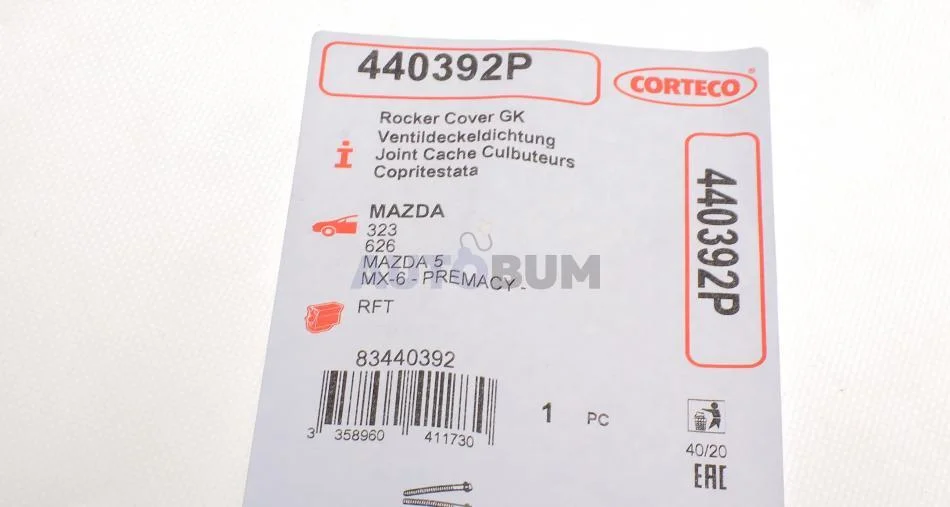 440392P
CORTECO
Rocker Cover GK
Ventildeckeldichtung
Joint Cache Culbuteurs
Copritestata
i
440392P
MAZDA
323
626
MAZDA 5
MX-6 - PREMACY -
AUTOBUM
RFT
83440392
3 358960 411730
1 PC
40/20
EAC